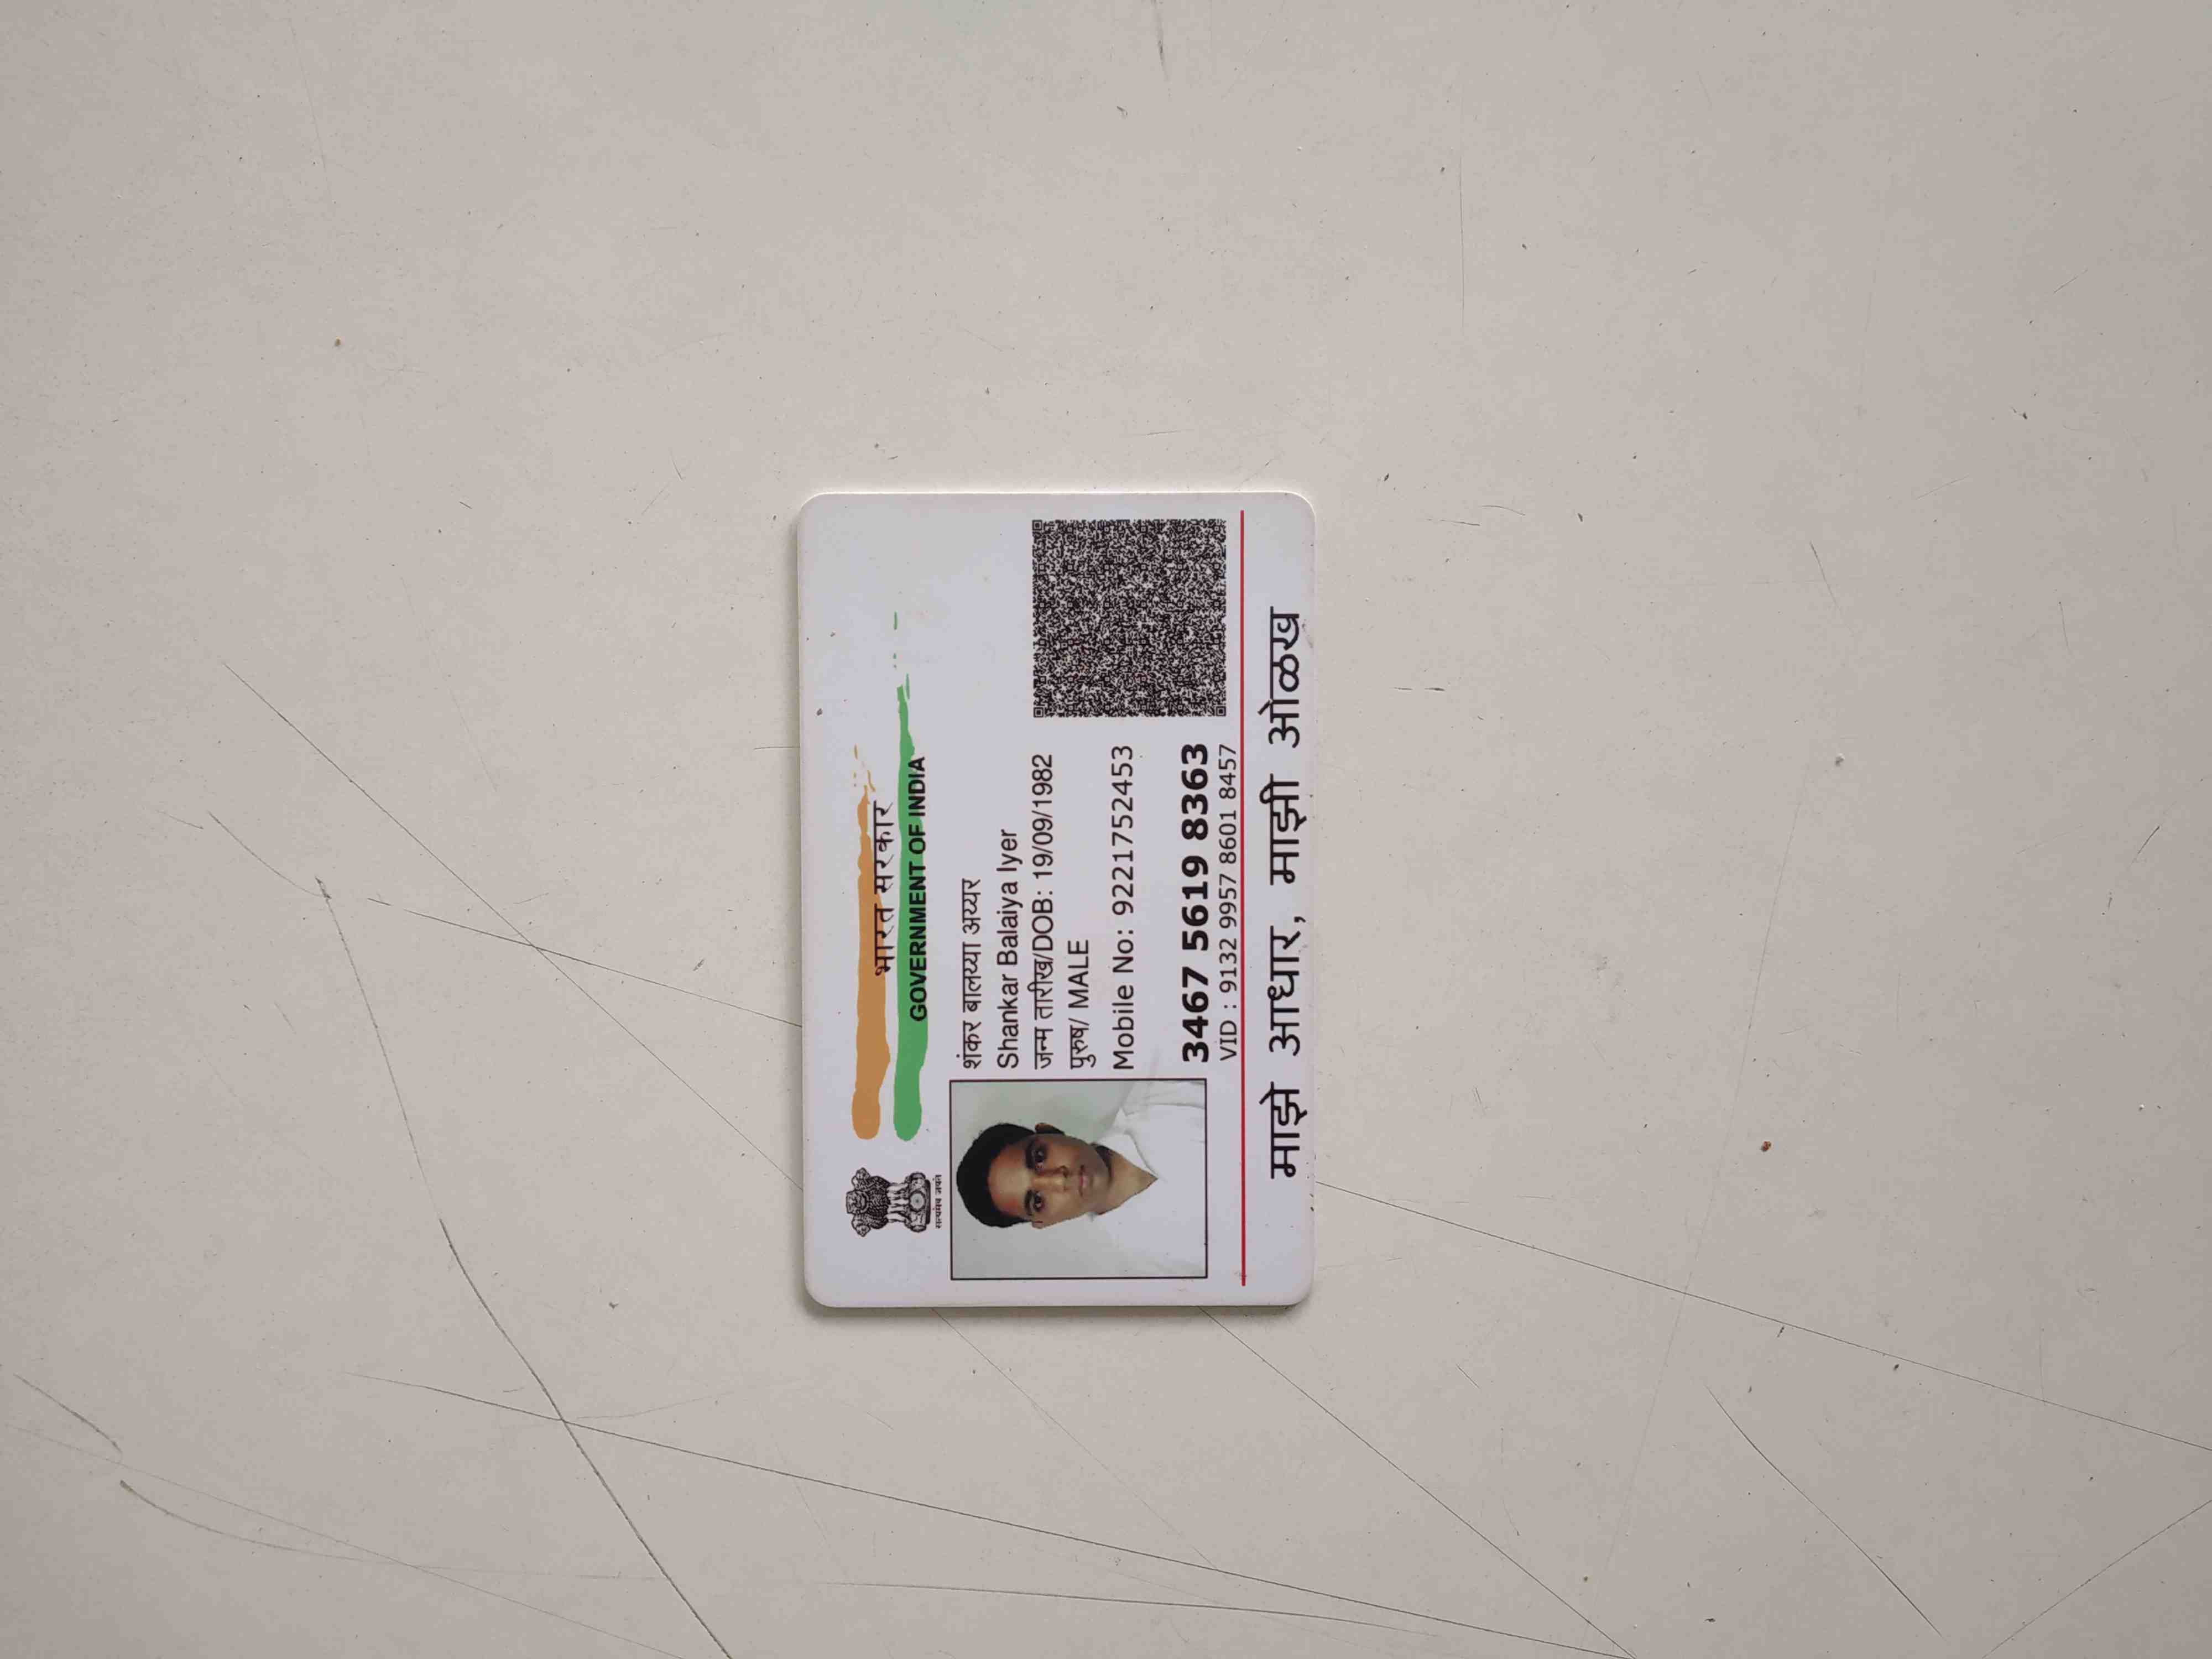 भारत सरकार
GOVERNMENT OF INDIA
सत्यमेव जयते
शंकर बालय्या अय्यर
Shankar Balaiya Iyer
जन्म तारीख/DOB: 19/09/1982
पुरुष/ MALE
Mobile No: 9221752453
3467 5619 8363
VID : 9132 9957 8601 8457
माझे आधार, माझी ओळख